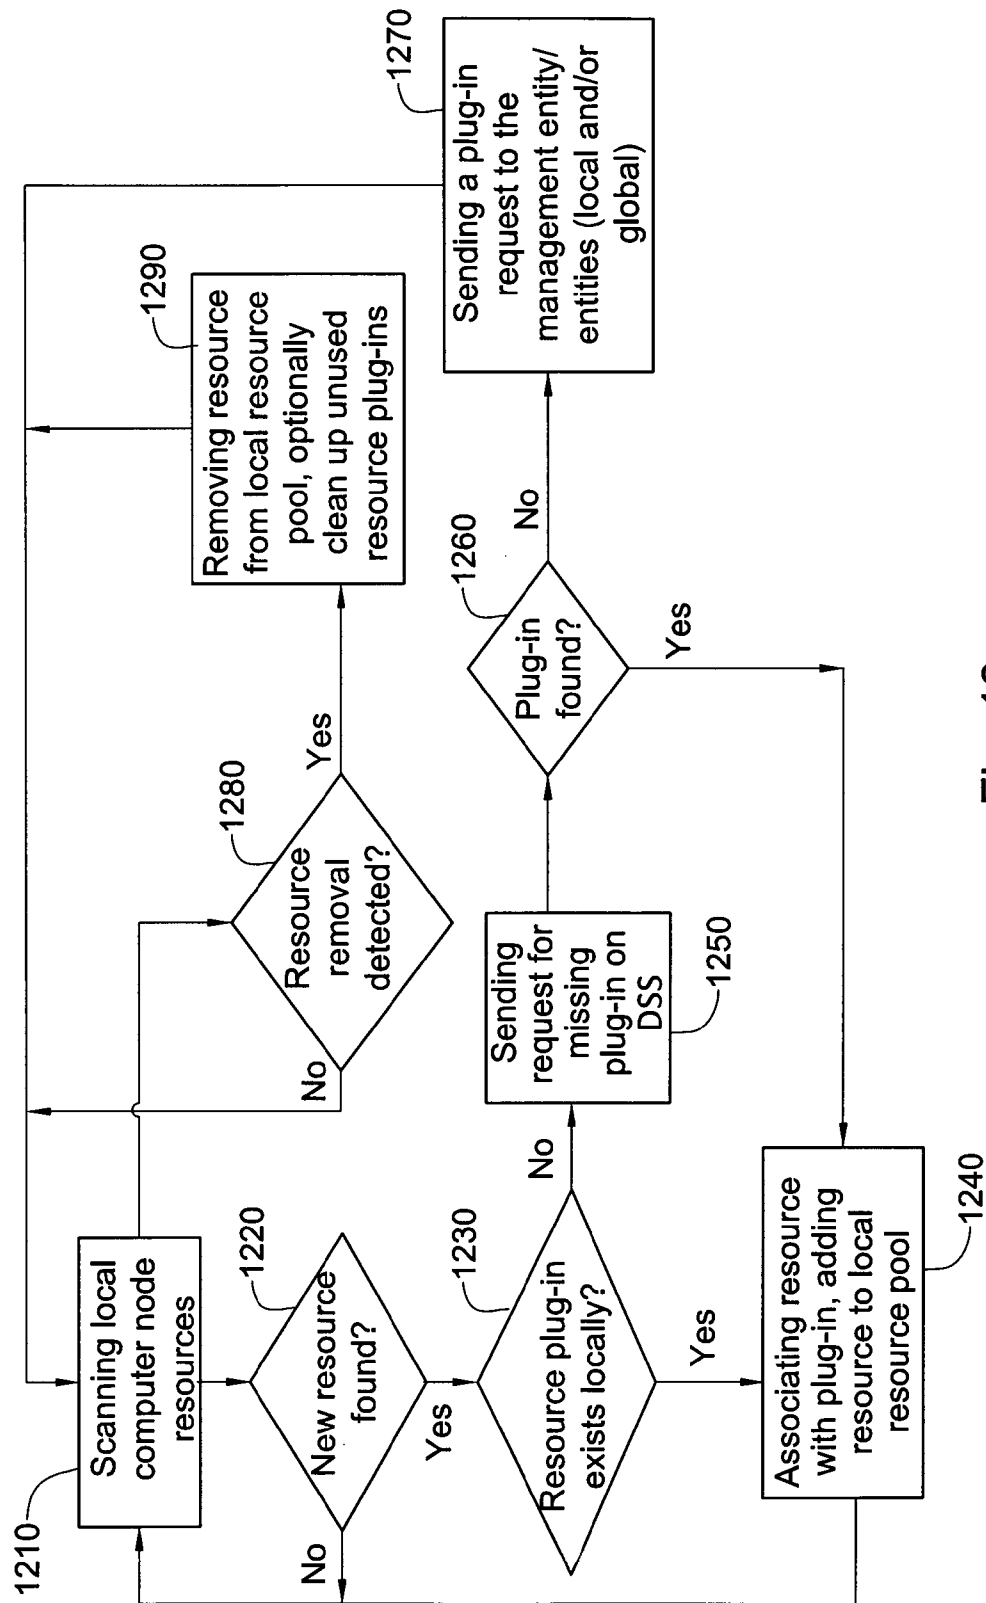 1210
Scanning local
computer node
resources
1220
New resource
found?
No
Yes
1230
Resource plug-in
exists locally?
Yes
No
1240
Associating resource
with plug-in, adding
resource to local
resource pool
1250
Sending
request for
missing
plug-in on
DSS
1260
Plug-in
found?
No
Yes
1270
Sending a plug-in
request to the
management entity/
entities (local and/or
global)
1280
Resource
removal
detected?
No
Yes
1290
Removing resource
from local resource
pool, optionally
clean up unused
resource plug-ins